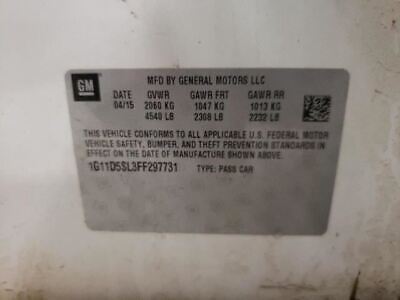 GM
MFD BY GENERAL MOTORS LLC
DATE GVWR GAWR FRT GAWR RR
04/15 2060 KG 1047 KG 1013 KG
4540 LB 2308 LB 2232 LB
THIS VEHICLE CONFORMS TO ALL APPLICABLE U.S. FEDERAL MOTOR
VEHICLE SAFETY, BUMPER, AND THEFT PREVENTION STANDARDS IN
EFFECT ON THE DATE OF MANUFACTURE SHOWN ABOVE.
1G11D5SL3FF297731 TYPE: PASS CAR